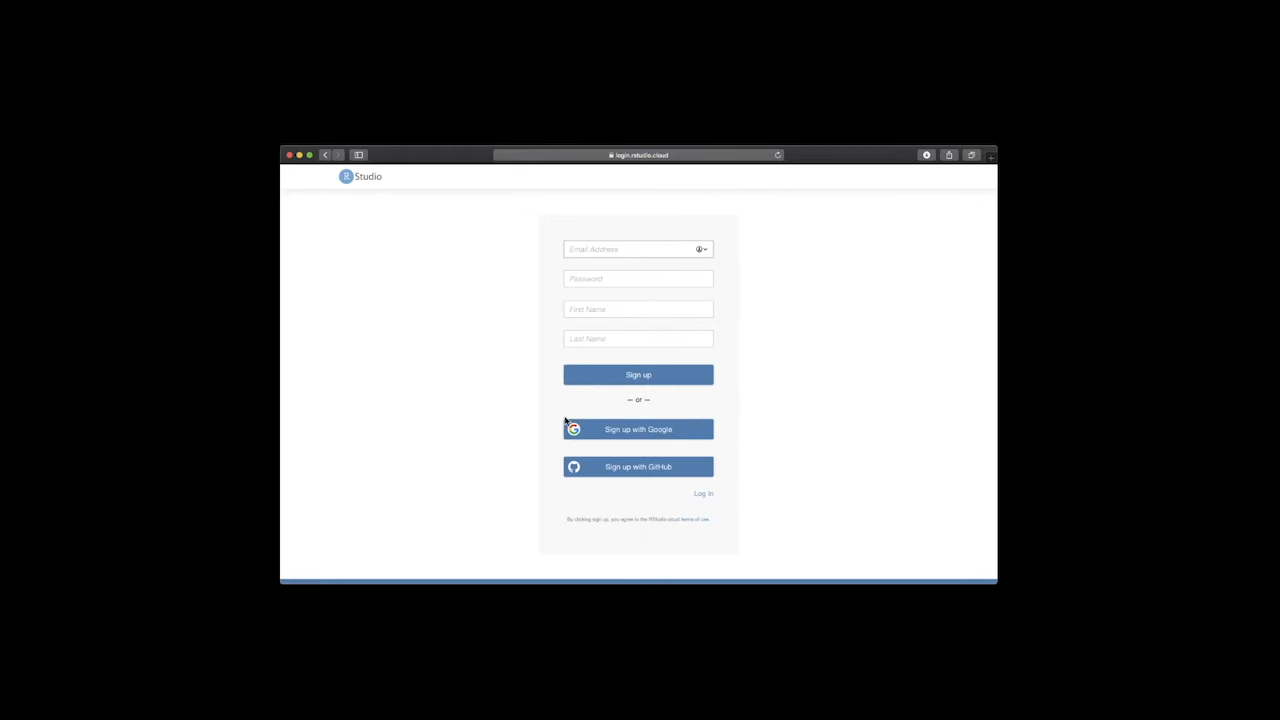 login.rstudio.cloud
R Studio
Email Address
Password
First Name
Last Name
Sign up
— or —
Sign up with Google
Sign up with GitHub
Log In
By clicking sign up, you agree to the RStudio.cloud terms of use.